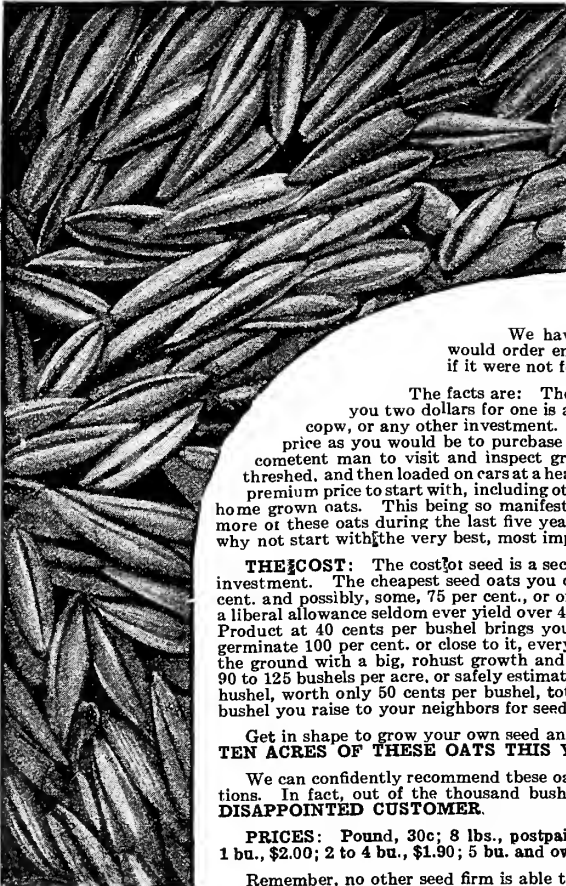 We hav
would order en
if it were not f
The facts are: The
you two dollars for one is a
copw, or any other investment.
price as you would be to purcbase
cometent man to visit and inspect gr
threshed, and then loaded on cars at a hea
premium price to start with, including ot
home grown oats. This being so manifest
more ot these oats during the last five yea
why not start with the very best, most imp
THE COST: The cost ot seed is a sec
investment. The cheapest seed oats you c
cent. and possibly, some, 75 per cent., or o
a liberal allowance seldom ever yield over 4
Product at 40 cents per bushel brings you
germinate 100 per cent. or close to it, every
the ground with a big, robust growth and
90 to 125 bushels per acre, or safely estimat
hushel, worth only 50 cents per bushel, tot
bushel you raise to your neighbors for seed
Get in shape to grow your own seed an
TEN ACRES OF THESE OATS THIS Y
We can confidently recommend tbese oa
tions. In fact, out of the thousand bush
DISAPPOINTED CUSTOMER.
PRICES: Pound, 30c; 8 lbs., postpai
1 bu., $2.00; 2 to 4 bu., $1.90; 5 bu. and ov
Remember, no other seed firm is able t